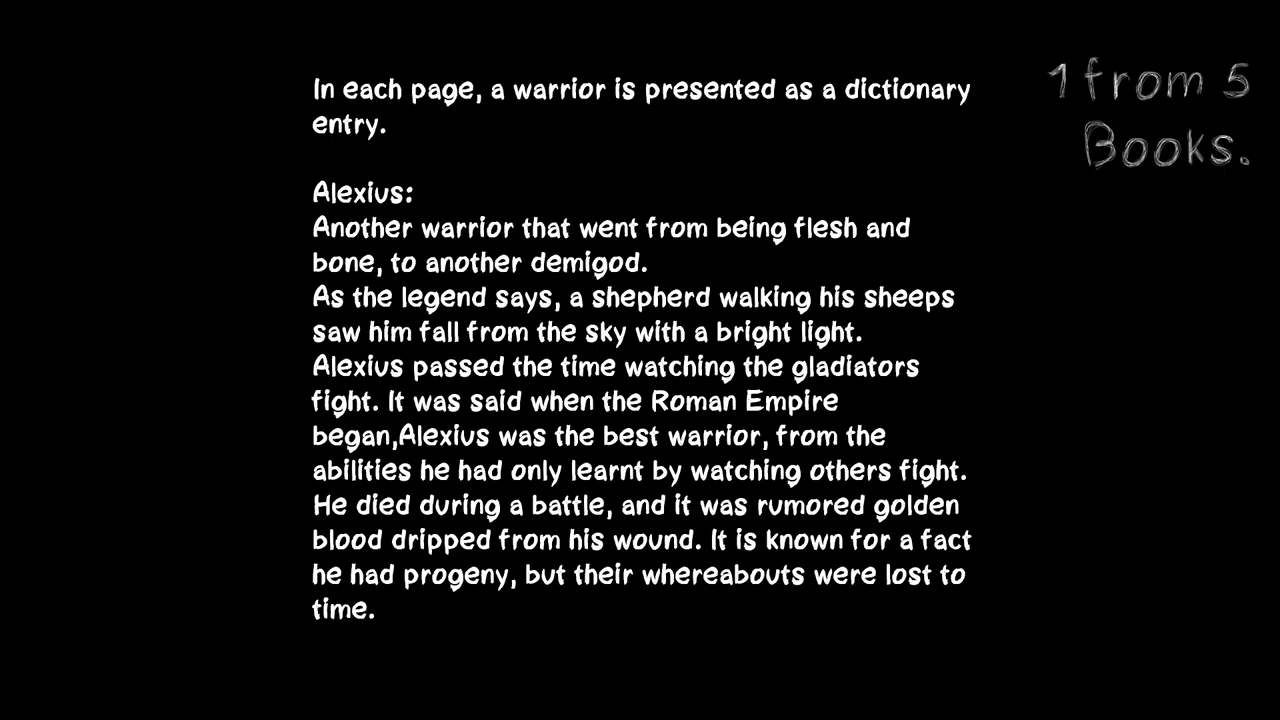 In each page, a warrior is presented as a dictionary
entry.
Alexius:
Another warrior that went from being flesh and
bone, to another demigod.
As the legend says, a shepherd walking his sheeps
saw him fall from the sky with a bright light.
Alexius passed the time watching the gladiators
fight. It was said when the Roman Empire
began,Alexius was the best warrior, from the
abilities he had only learnt by watching others fight.
He died during a battle, and it was rumored golden
blood dripped from his wound. It is known for a fact
he had progeny, but their whereabouts were lost to
time.
1 from 5
Books.